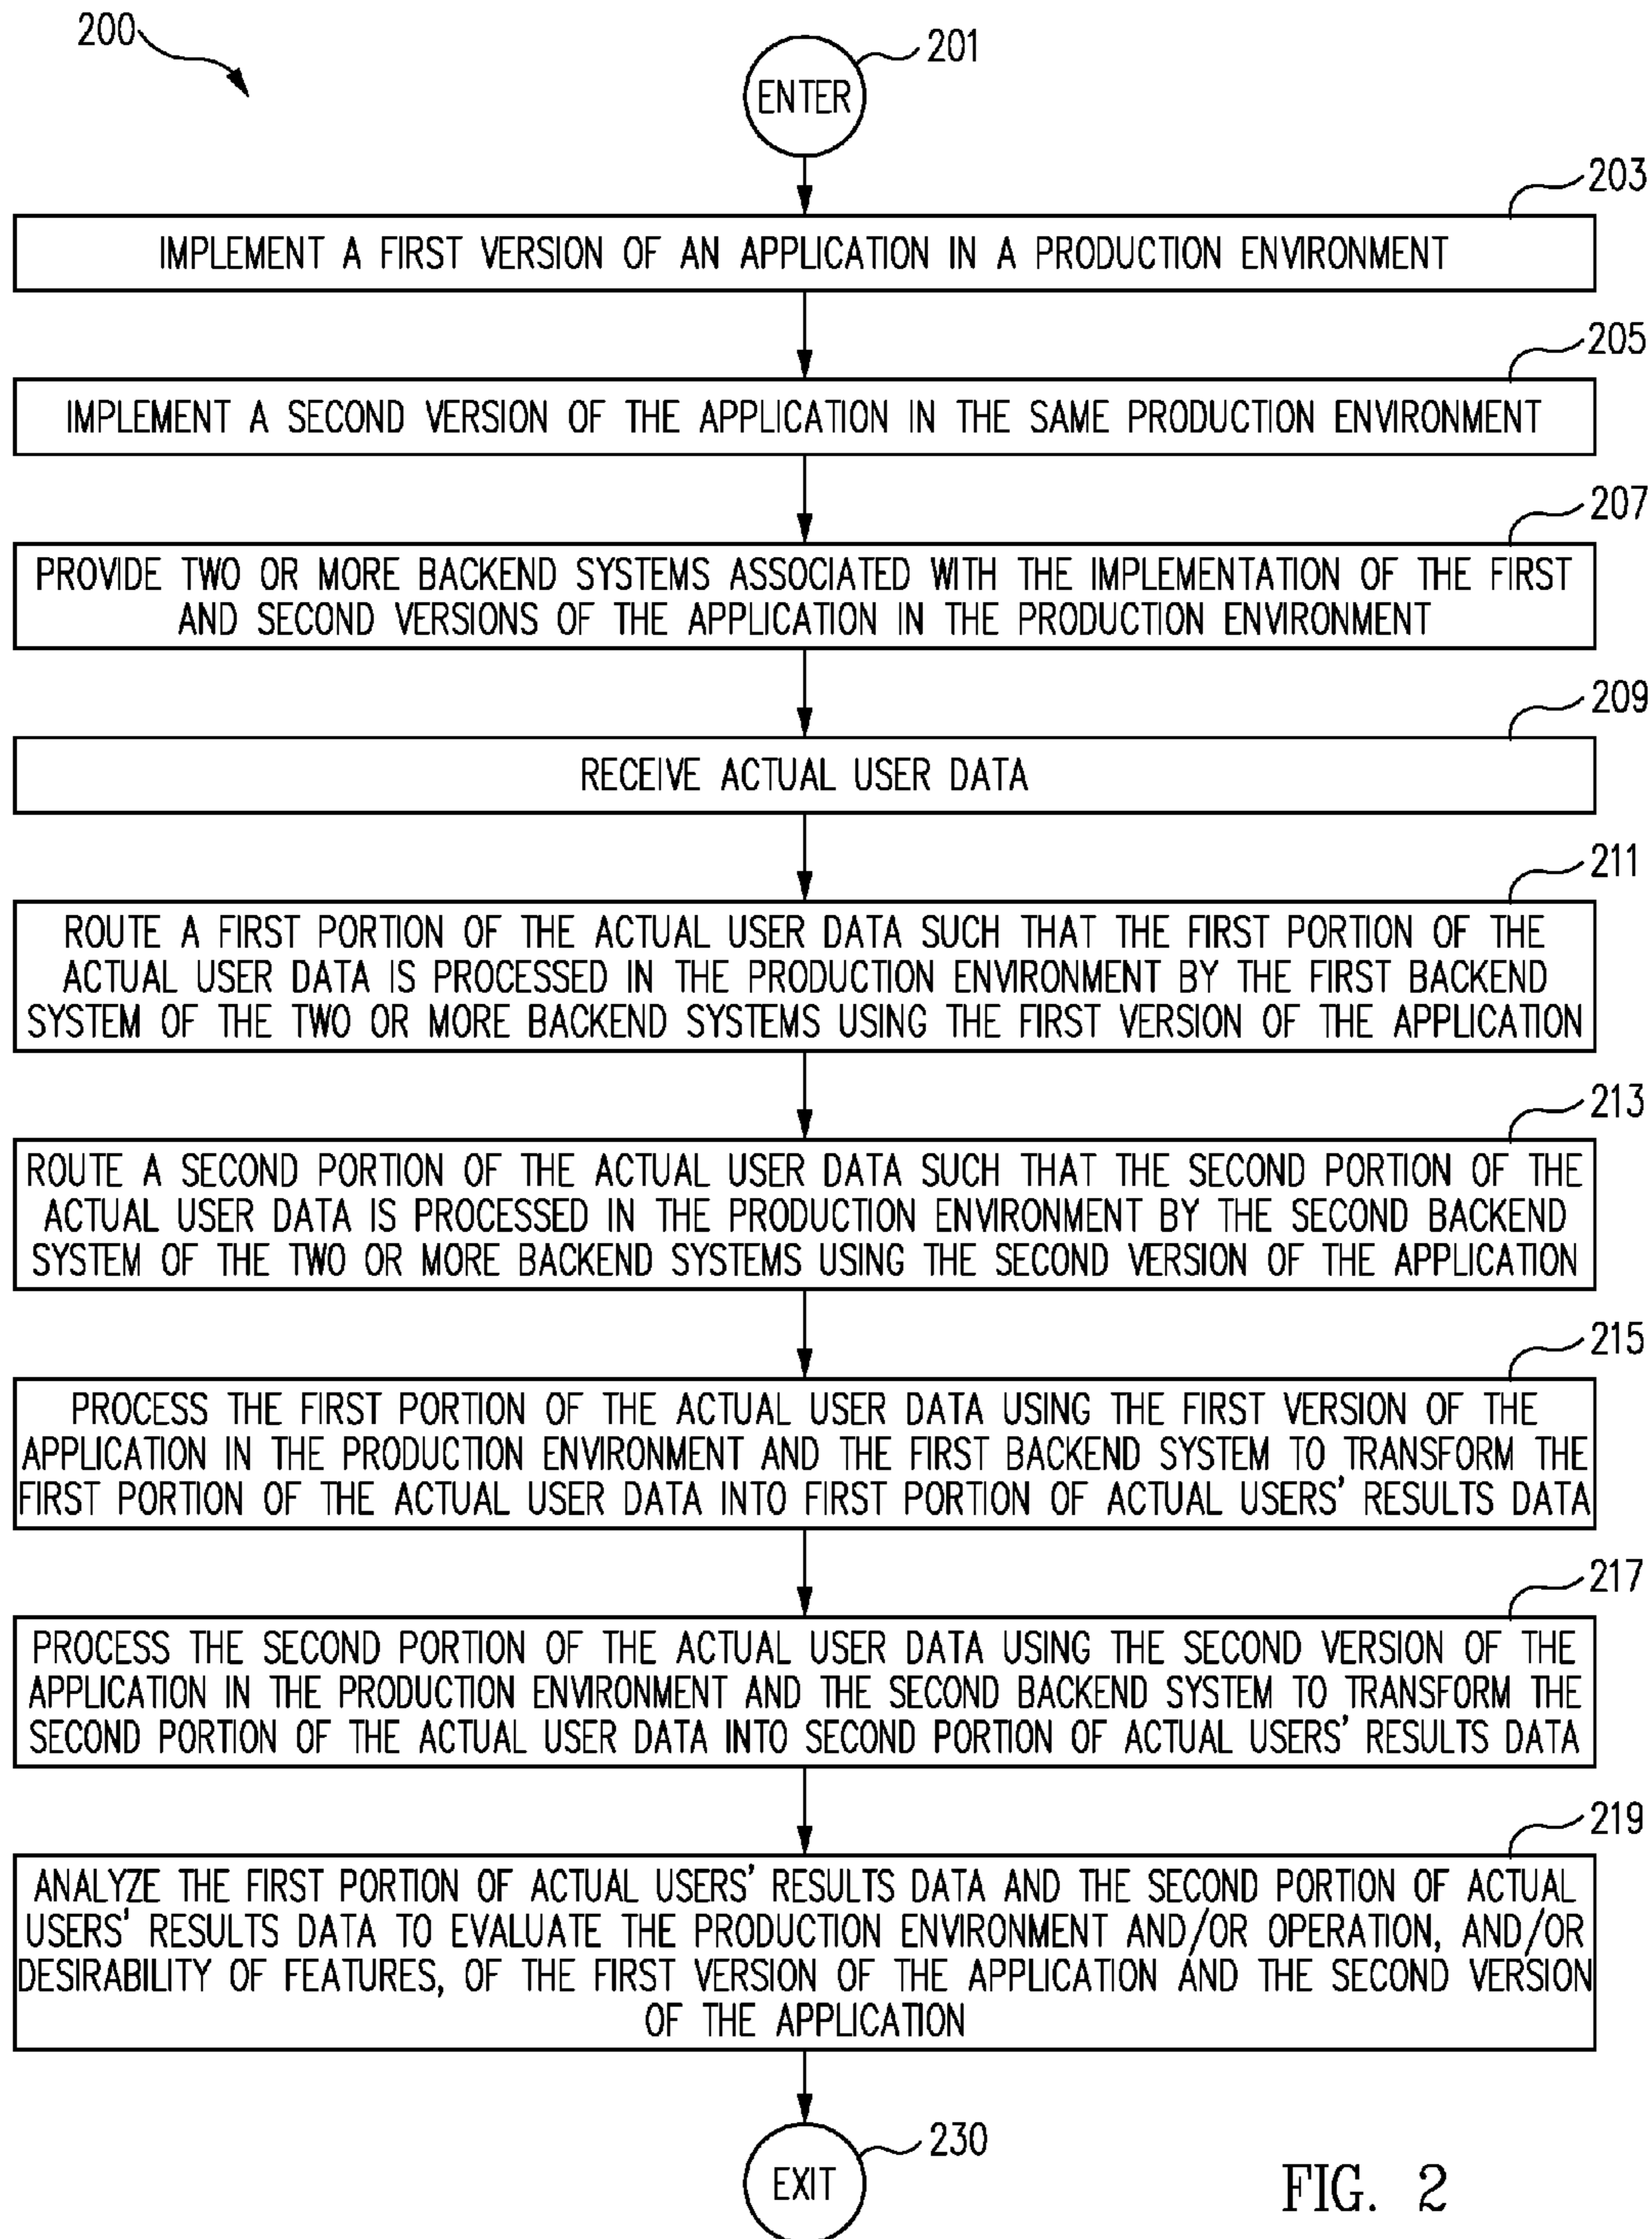 200
201
ENTER
203
IMPLEMENT A FIRST VERSION OF AN APPLICATION IN A PRODUCTION ENVIRONMENT
205
IMPLEMENT A SECOND VERSION OF THE APPLICATION IN THE SAME PRODUCTION ENVIRONMENT
207
PROVIDE TWO OR MORE BACKEND SYSTEMS ASSOCIATED WITH THE IMPLEMENTATION OF THE FIRST
AND SECOND VERSIONS OF THE APPLICATION IN THE PRODUCTION ENVIRONMENT
209
RECEIVE ACTUAL USER DATA
211
ROUTE A FIRST PORTION OF THE ACTUAL USER DATA SUCH THAT THE FIRST PORTION OF THE
ACTUAL USER DATA IS PROCESSED IN THE PRODUCTION ENVIRONMENT BY THE FIRST BACKEND
SYSTEM OF THE TWO OR MORE BACKEND SYSTEMS USING THE FIRST VERSION OF THE APPLICATION
213
ROUTE A SECOND PORTION OF THE ACTUAL USER DATA SUCH THAT THE SECOND PORTION OF THE
ACTUAL USER DATA IS PROCESSED IN THE PRODUCTION ENVIRONMENT BY THE SECOND BACKEND
SYSTEM OF THE TWO OR MORE BACKEND SYSTEMS USING THE SECOND VERSION OF THE APPLICATION
215
PROCESS THE FIRST PORTION OF THE ACTUAL USER DATA USING THE FIRST VERSION OF THE
APPLICATION IN THE PRODUCTION ENVIRONMENT AND THE FIRST BACKEND SYSTEM TO TRANSFORM THE
FIRST PORTION OF THE ACTUAL USER DATA INTO FIRST PORTION OF ACTUAL USERS' RESULTS DATA
217
PROCESS THE SECOND PORTION OF THE ACTUAL USER DATA USING THE SECOND VERSION OF THE
APPLICATION IN THE PRODUCTION ENVIRONMENT AND THE SECOND BACKEND SYSTEM TO TRANSFORM THE
SECOND PORTION OF THE ACTUAL USER DATA INTO SECOND PORTION OF ACTUAL USERS' RESULTS DATA
219
ANALYZE THE FIRST PORTION OF ACTUAL USERS' RESULTS DATA AND THE SECOND PORTION OF ACTUAL
USERS' RESULTS DATA TO EVALUATE THE PRODUCTION ENVIRONMENT AND/OR OPERATION, AND/OR
DESIRABILITY OF FEATURES, OF THE FIRST VERSION OF THE APPLICATION AND THE SECOND VERSION
OF THE APPLICATION
230
EXIT
FIG. 2